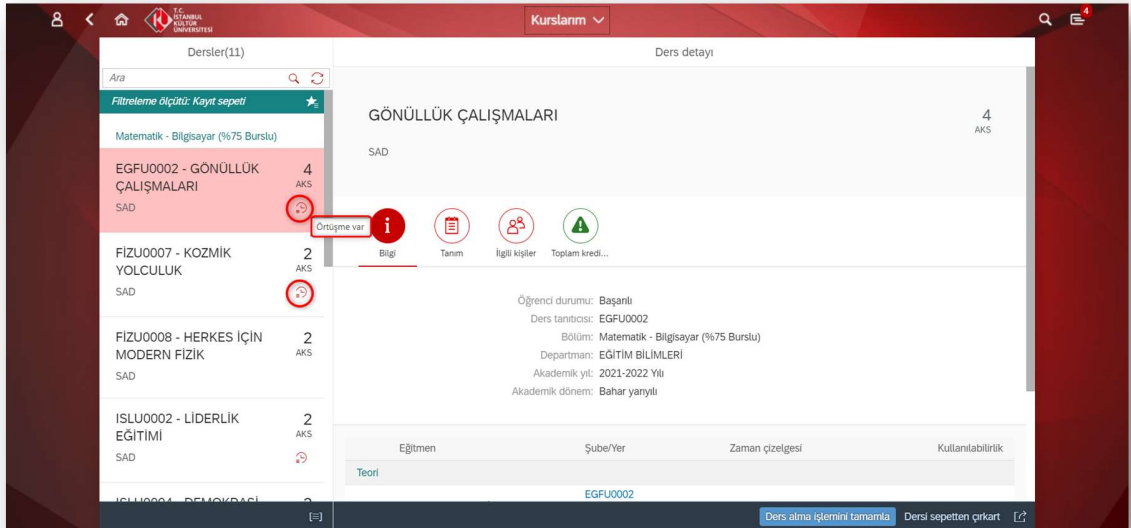 T.C.
İSTANBUL
KÜLTÜR
ÜNİVERSİTESİ
Kurslarım
4
Dersler(11)
Ders detayı
Ara
Filtreleme ölçütü: Kayıt sepeti
Matematik - Bilgisayar (%75 Burslu)
EGFU0002 - GÖNÜLLÜK
ÇALIŞMALARI
4
AKS
SAD
Örtüşme var
FİZU0007 - KOZMİK
YOLCULUK
2
AKS
SAD
FİZU0008 - HERKES İÇİN
MODERN FİZİK
2
AKS
SAD
ISLU0002 - LİDERLİK
EĞİTİMİ
2
AKS
SAD
ISLU0004 - DEMOKRASİ
GÖNÜLLÜK ÇALIŞMALARI
4
AKS
SAD
Bilgi
Tanım
İlgili kişiler
Toplam kredi...
Öğrenci durumu: Başarılı
Ders tanıtıcısı: EGFU0002
Bölüm: Matematik - Bilgisayar (%75 Burslu)
Departman: EĞİTİM BİLİMLERİ
Akademik yıl: 2021-2022 Yılı
Akademik dönem: Bahar yarıyılı
Eğitmen Şube/Yer Zaman çizelgesi Kullanılabilirlik
Teori
EGFU0002
Ders alma işlemini tamamla Dersi sepetten çırkart